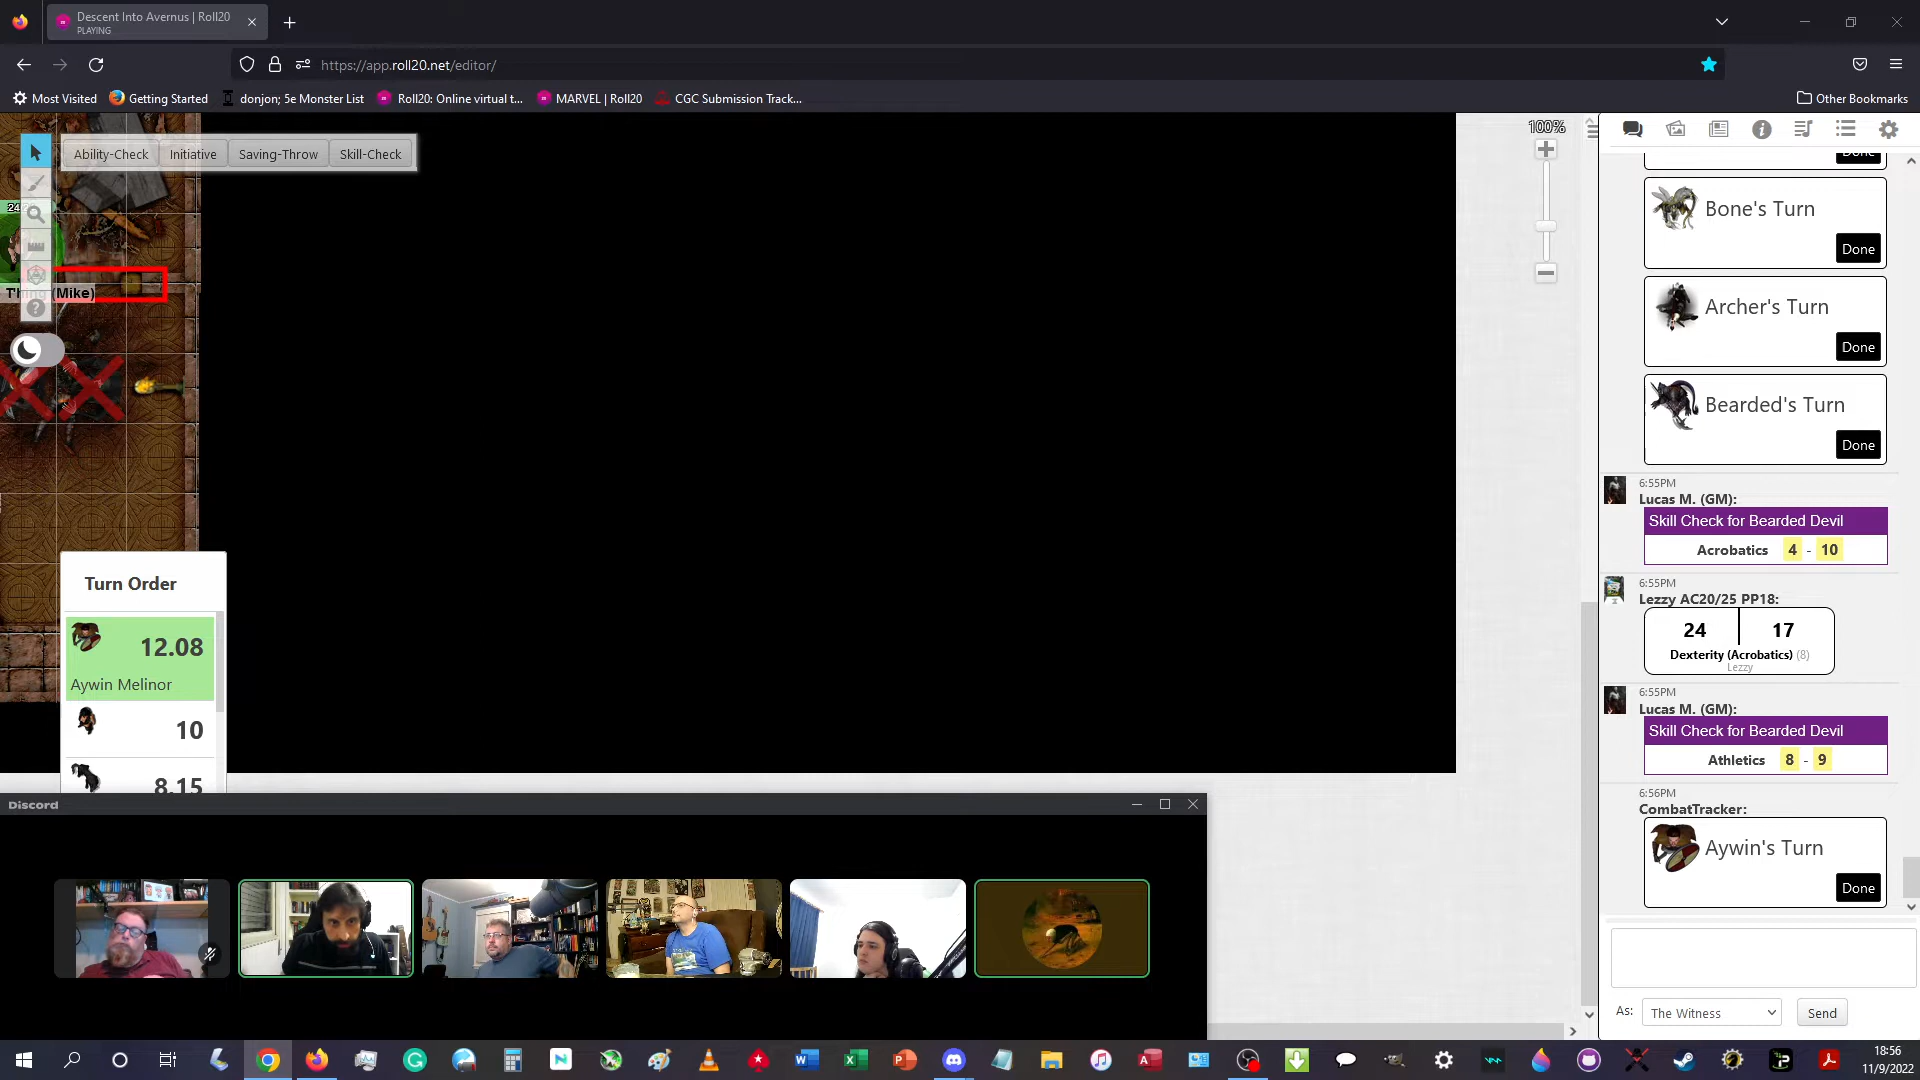 Descent Into Avernus | Roll20
PLAYING
https://app.roll20.net/editor/
Most Visited
Getting Started
donjon; 5e Monster List
Roll20: Online virtual t...
MARVEL | Roll20
CGC Submission Track...
Other Bookmarks
Ability-Check
Initiative
Saving-Throw
Skill-Check
100%
24
Thing (Mike)
Turn Order
12.08
Aywin Melinor
10
8.15
Done
Bone's Turn
Done
Archer's Turn
Done
Bearded's Turn
Done
6:55PM
Lucas M. (GM):
Skill Check for Bearded Devil
Acrobatics 4 - 10
6:55PM
Lezzy AC20/25 PP18:
24 17
Dexterity (Acrobatics) (8)
Lezzy
6:55PM
Lucas M. (GM):
Skill Check for Bearded Devil
Athletics 8 - 9
6:56PM
CombatTracker:
Aywin's Turn
Done
As: The Witness Send
Discord
18:56
11/9/2022